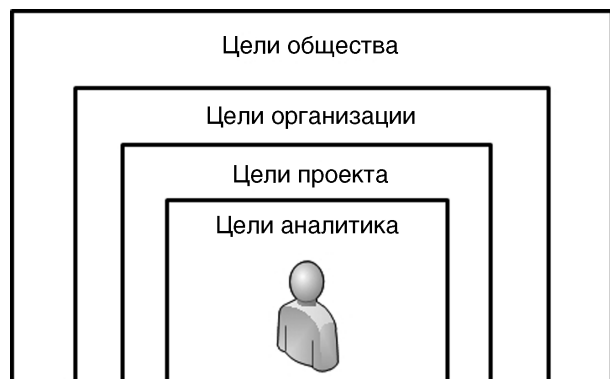 Цели общества
Цели организации
Цели проекта
Цели аналитика